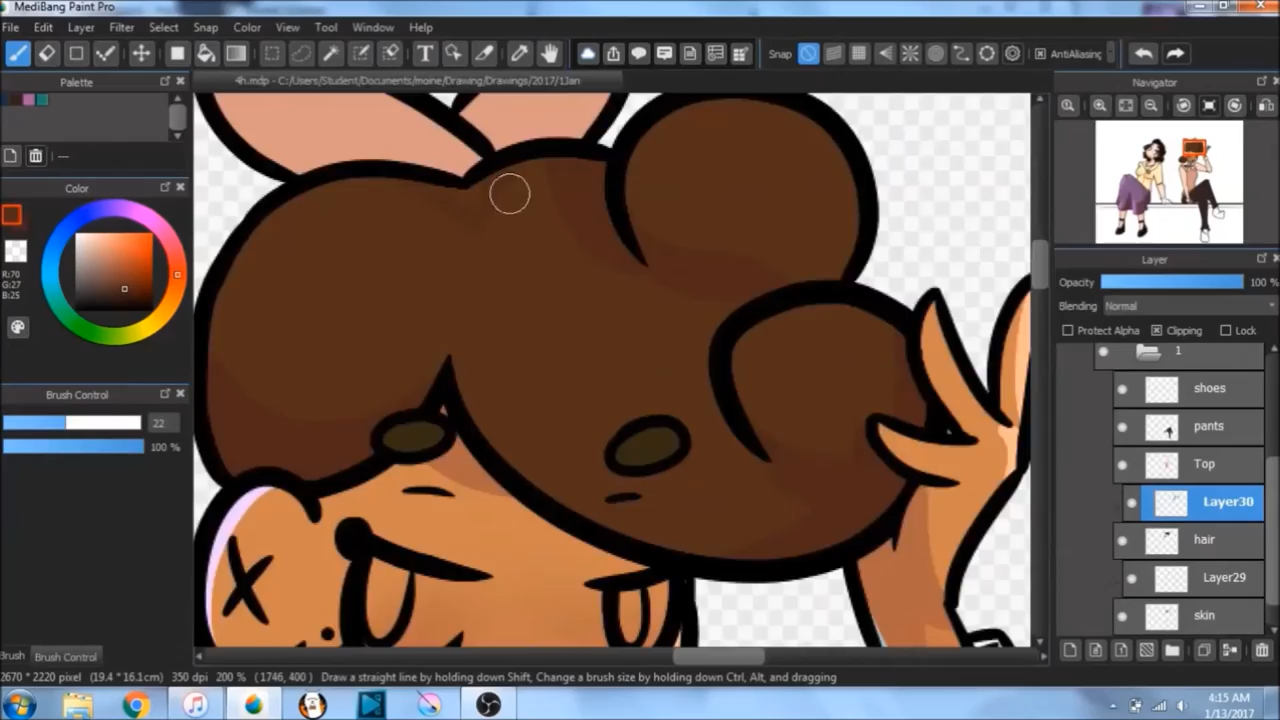 MediBang Paint Pro
File Edit Layer Filter Select Snap Color View Tool Window Help
T Snap AntiAliasing
Palette
4h.mdp - C:/Users/Student/Documents/moine/Drawing/Drawings/2017/1Jan
Navigator
---
Color
R:70
G:27
B:25
Layer
Opacity 100 %
Blending Normal
Protect Alpha Clipping Lock
1
shoes
pants
Top
Layer30
hair
Layer29
skin
Brush Control
22
100 %
Brush Brush Control
2670 * 2220 pixel (19.4 * 16.1cm) 350 dpi 200 % (1746, 400) Draw a straight line by holding down Shift, Change a brush size by holding down Ctrl, Alt, and dragging
4:15 AM
1/13/2017